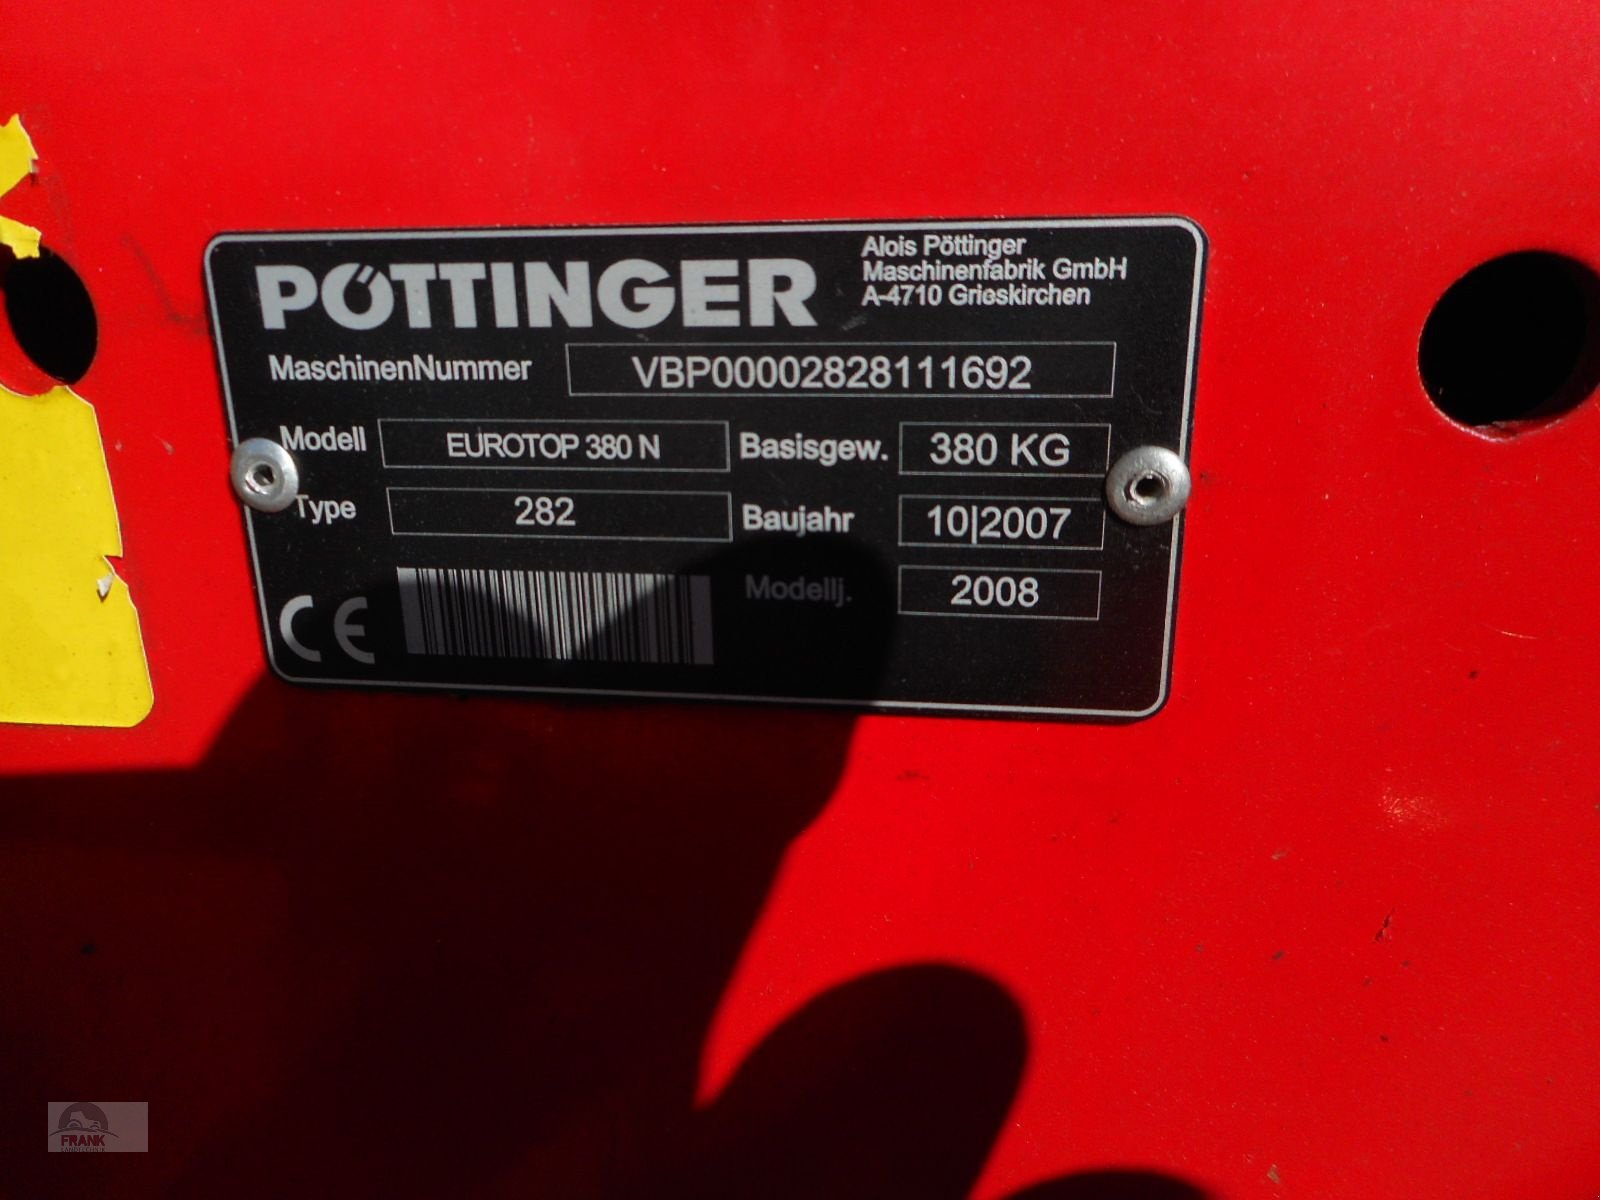 PÖTTINGER
Alois Pöttinger
Maschinenfabrik GmbH
A-4710 Grieskirchen
MaschinenNummer VBP00002828111692
Modell EUROTOP 380 N Basisgew. 380 KG
Type 282 Baujahr 10|2007
CE Modellj. 2008
FRANK
LANDTECHNIK